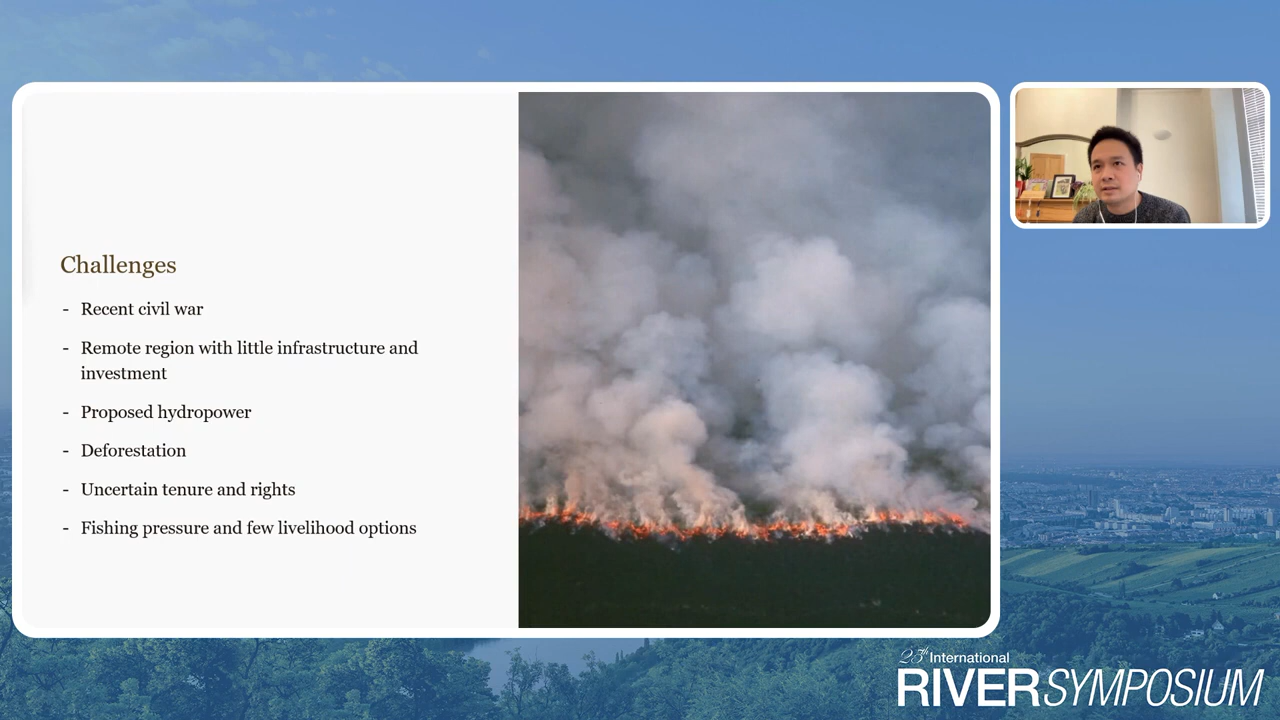 Challenges
- Recent civil war
- Remote region with little infrastructure and
investment
- Proposed hydropower
- Deforestation
- Uncertain tenure and rights
- Fishing pressure and few livelihood options
25th International
RIVERSYMPOSIUM